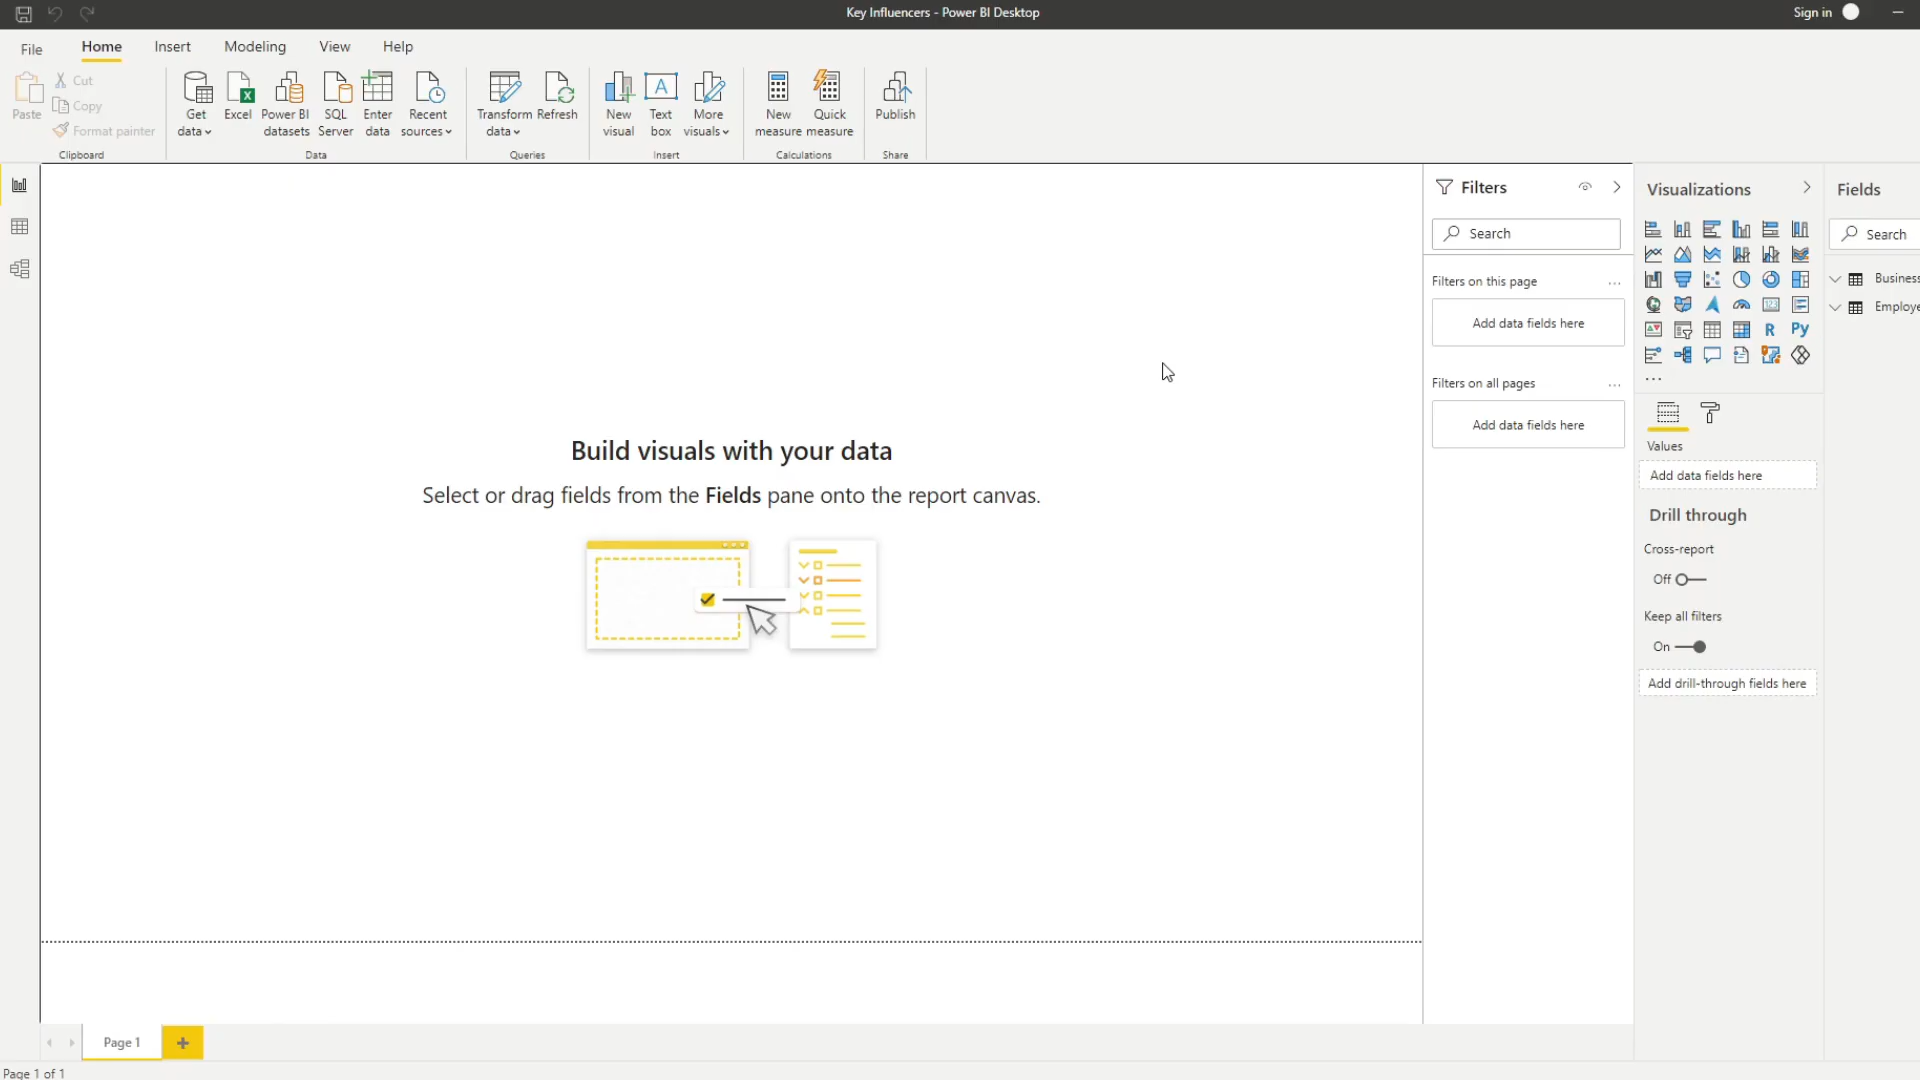 Key Influencers - Power BI Desktop
Sign in
File
Home
Insert
Modeling
View
Help
Paste
Cut
Copy
Format painter
Clipboard
Get data
Excel
Power BI datasets
SQL Server
Enter data
Recent sources
Data
Transform data
Refresh
Queries
New visual
Text box
More visuals
Insert
New measure
Quick measure
Calculations
Publish
Share
Build visuals with your data
Select or drag fields from the Fields pane onto the report canvas.
Filters
Search
Filters on this page
...
Add data fields here
Filters on all pages
...
Add data fields here
Visualizations
R
Py
...
Values
Add data fields here
Drill through
Cross-report
Off
Keep all filters
On
Add drill-through fields here
Fields
Search
Business
Employe
Page 1
Page 1 of 1